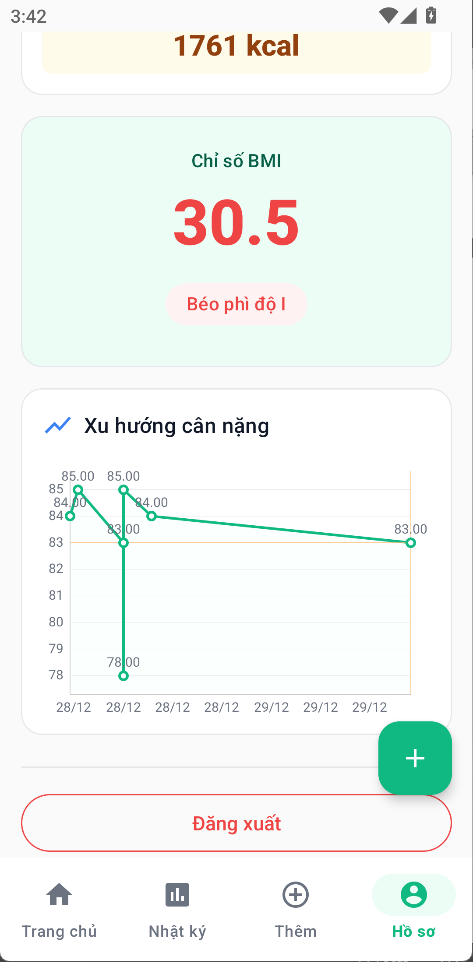 3:42
1761 kcal
Chỉ số BMI
30.5
Béo phì độ I
Xu hướng cân nặng
85.00 85.00
85
84.00 84.00
84
83.00 83.00
83
82
81
80
79
78.00
78
28/12 28/12 28/12 28/12 29/12 29/12 29/12
+
Đăng xuất
Trang chủ Nhật ký Thêm Hồ sơ